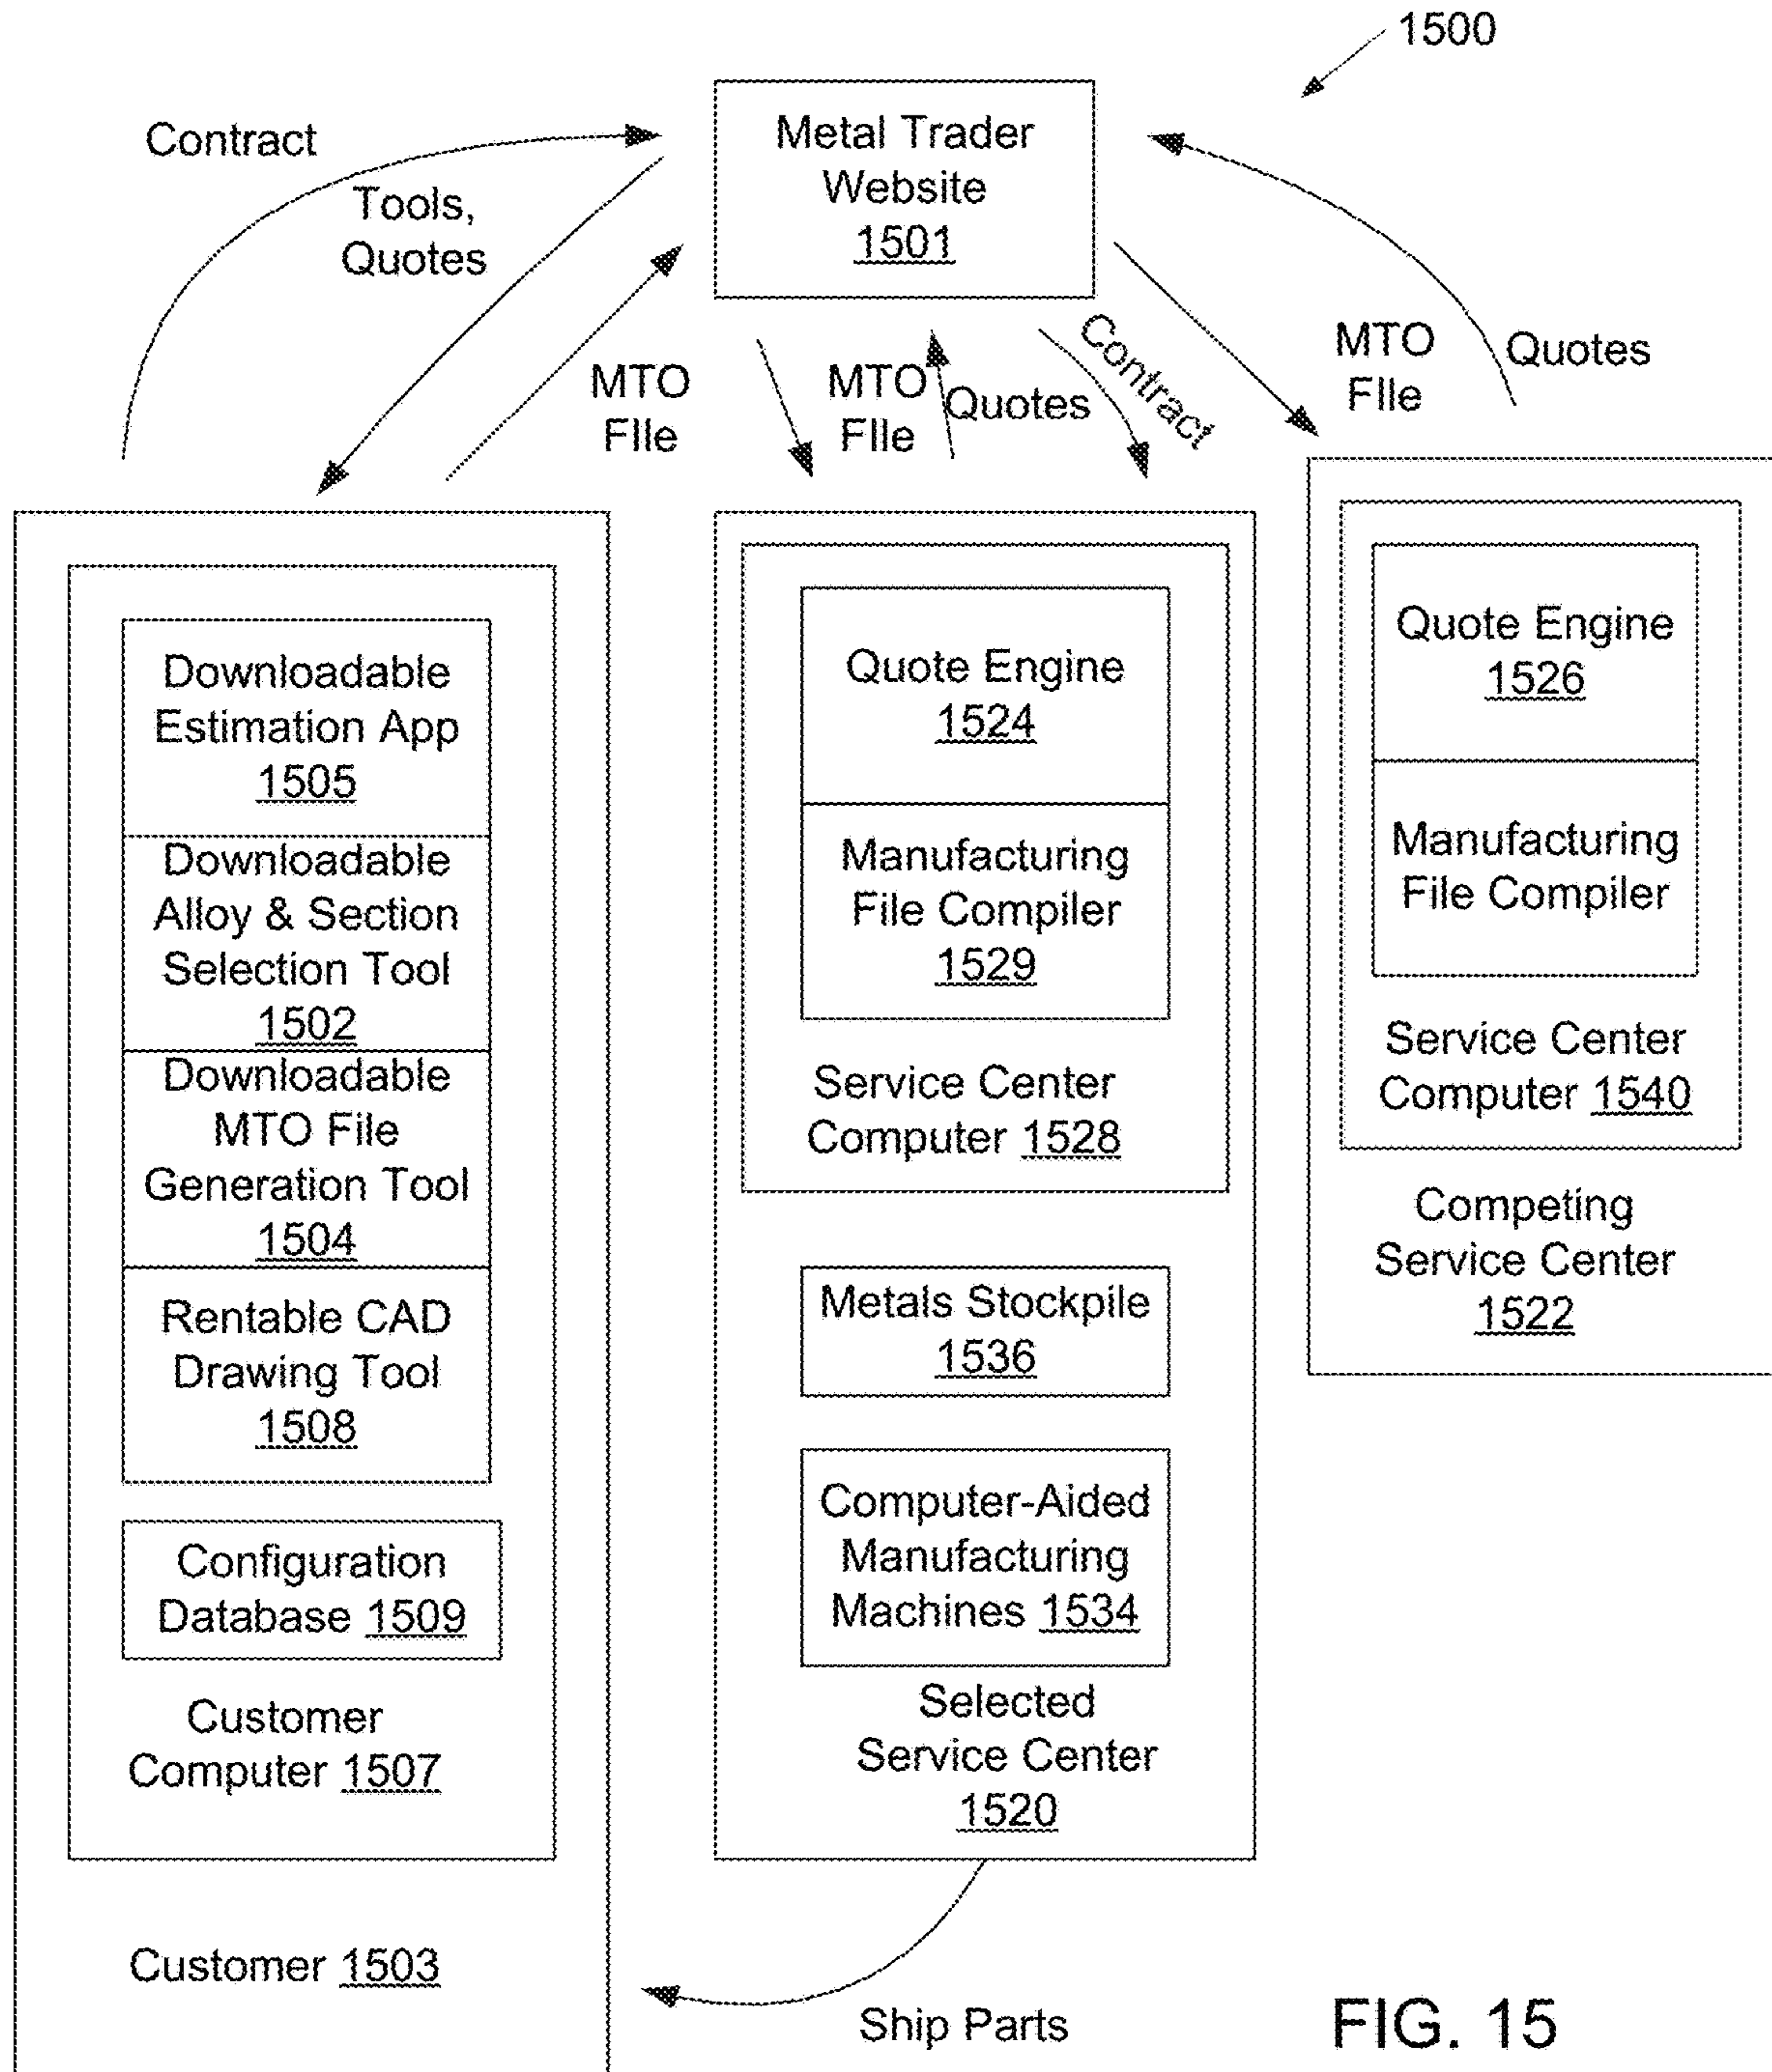 1500
Metal Trader
Website
1501
Contract
Tools,
Quotes
MTO
FIle
MTO
FIle
Quotes
Contract
MTO
FIle
Quotes
Downloadable
Estimation App
1505
Downloadable
Alloy & Section
Selection Tool
1502
Downloadable
MTO File
Generation Tool
1504
Rentable CAD
Drawing Tool
1508
Configuration
Database 1509
Customer
Computer 1507
Customer 1503
Quote Engine
1524
Manufacturing
File Compiler
1529
Service Center
Computer 1528
Metals Stockpile
1536
Computer-Aided
Manufacturing
Machines 1534
Selected
Service Center
1520
Quote Engine
1526
Manufacturing
File Compiler
Service Center
Computer 1540
Competing
Service Center
1522
Ship Parts
FIG. 15